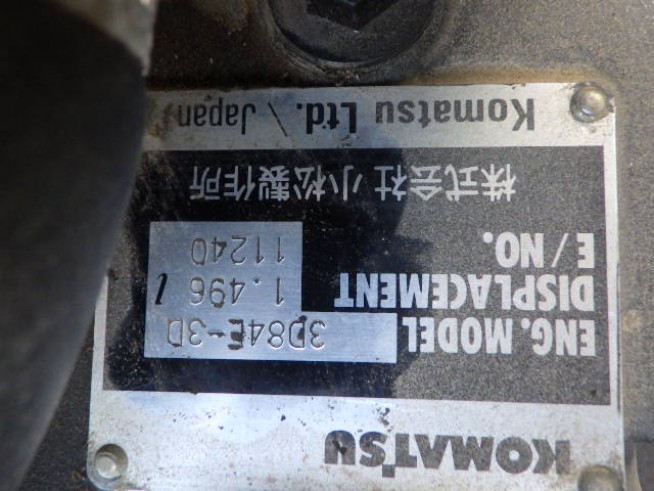 KOMATSU
ENG. MODEL 3D84E-3D
DISPLACEMENT 1.496 l
E/NO. 11240
株式会社 小松製作所
Komatsu Ltd. \ Japan